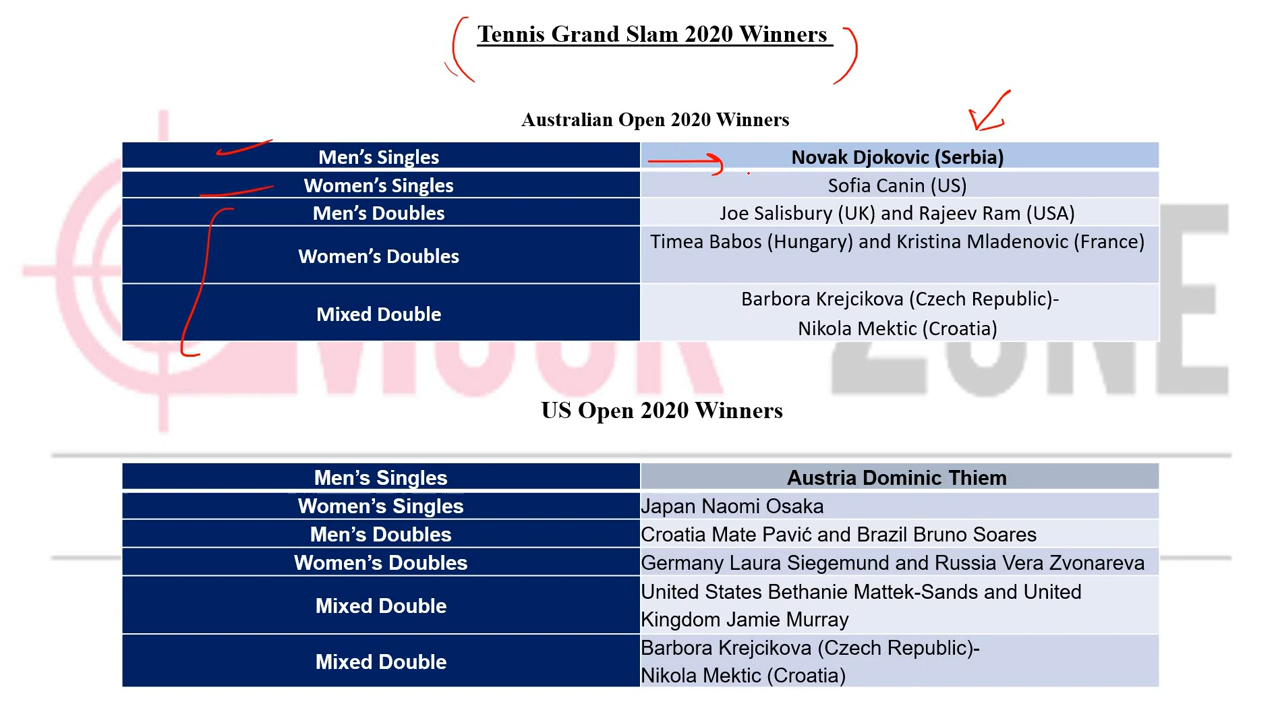 Tennis Grand Slam 2020 Winners
Australian Open 2020 Winners
Men’s Singles
Novak Djokovic (Serbia)
Women’s Singles
Sofia Canin (US)
Men’s Doubles
Joe Salisbury (UK) and Rajeev Ram (USA)
Women’s Doubles
Timea Babos (Hungary) and Kristina Mladenovic (France)
Mixed Double
Barbora Krejcikova (Czech Republic)-
Nikola Mektic (Croatia)
US Open 2020 Winners
Men’s Singles
Austria Dominic Thiem
Women’s Singles
Japan Naomi Osaka
Men’s Doubles
Croatia Mate Pavić and Brazil Bruno Soares
Women’s Doubles
Germany Laura Siegemund and Russia Vera Zvonareva
Mixed Double
United States Bethanie Mattek-Sands and United
Kingdom Jamie Murray
Mixed Double
Barbora Krejcikova (Czech Republic)-
Nikola Mektic (Croatia)